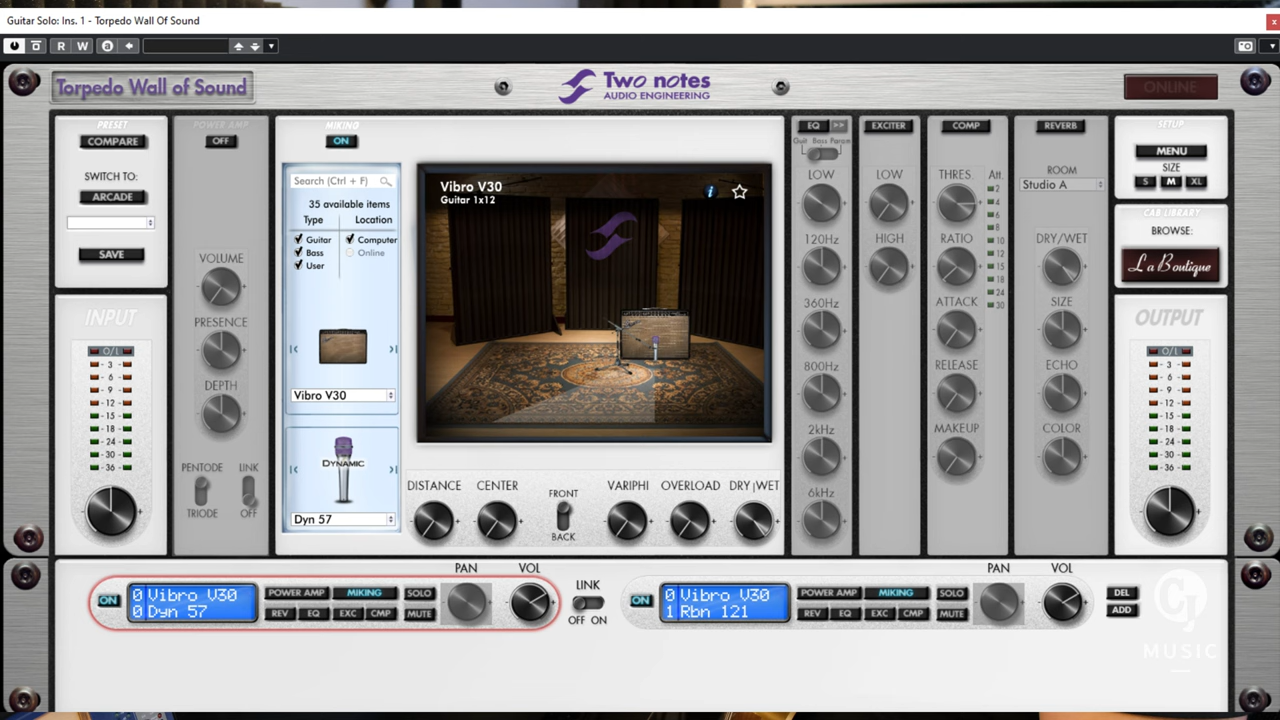 Guitar Solo: Ins. 1 - Torpedo Wall Of Sound
x
R W a
Torpedo Wall of Sound
Two notes
AUDIO ENGINEERING
ONLINE
PRESET
COMPARE
SWITCH TO:
ARCADE
SAVE
INPUT
O/L
3
6
9
12
15
18
24
30
36
POWER AMP
OFF
VOLUME
PRESENCE
DEPTH
PENTODE LINK
TRIODE OFF
MIKING
ON
Search (Ctrl + F)
35 available items
Type Location
Guitar Computer
Bass Online
User
Vibro V30
DYNAMIC
Dyn 57
Vibro V30
Guitar 1x12
i
DISTANCE CENTER FRONT VARIPHI OVERLOAD DRY | WET
BACK
EQ >>
Guit Bass Param
LOW
120Hz
360Hz
800Hz
2kHz
6kHz
EXCITER
LOW
HIGH
COMP
THRES. Att.
2
4
6
8
10
12
15
18
24
30
RATIO
ATTACK
RELEASE
MAKEUP
REVERB
ROOM
Studio A
DRY/WET
SIZE
ECHO
COLOR
SETUP
MENU
SIZE
S M XL
CAB LIBRARY
BROWSE:
La Boutique
OUTPUT
O/L
3
6
9
12
15
18
24
30
36
PAN VOL
ON
0 Vibro V30
0 Dyn 57
POWER AMP MIKING SOLO
REV EQ EXC CMP MUTE
LINK
OFF ON
PAN VOL
ON
0 Vibro V30
1 Rbn 121
POWER AMP MIKING SOLO
REV EQ EXC CMP MUTE
DEL
ADD
MUSIC